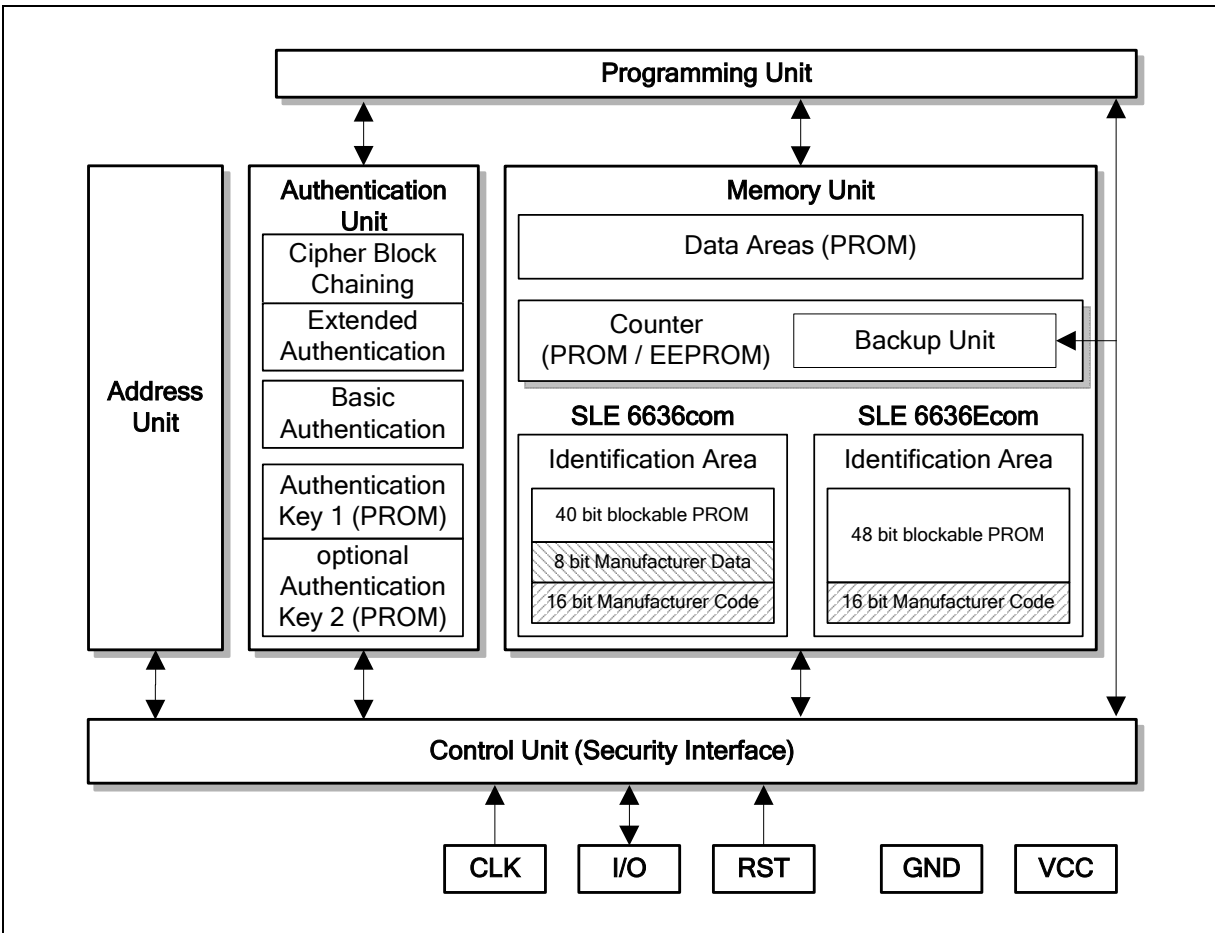 Programming Unit
Address
Unit
Authentication
Unit
Cipher Block
Chaining
Extended
Authentication
Basic
Authentication
Authentication
Key 1 (PROM)
optional
Authentication
Key 2 (PROM)
Memory Unit
Data Areas (PROM)
Counter
(PROM / EEPROM)
Backup Unit
SLE 6636com
Identification Area
40 bit blockable PROM
8 bit Manufacturer Data
16 bit Manufacturer Code
SLE 6636Ecom
Identification Area
48 bit blockable PROM
16 bit Manufacturer Code
Control Unit (Security Interface)
CLK
I/O
RST
GND
VCC